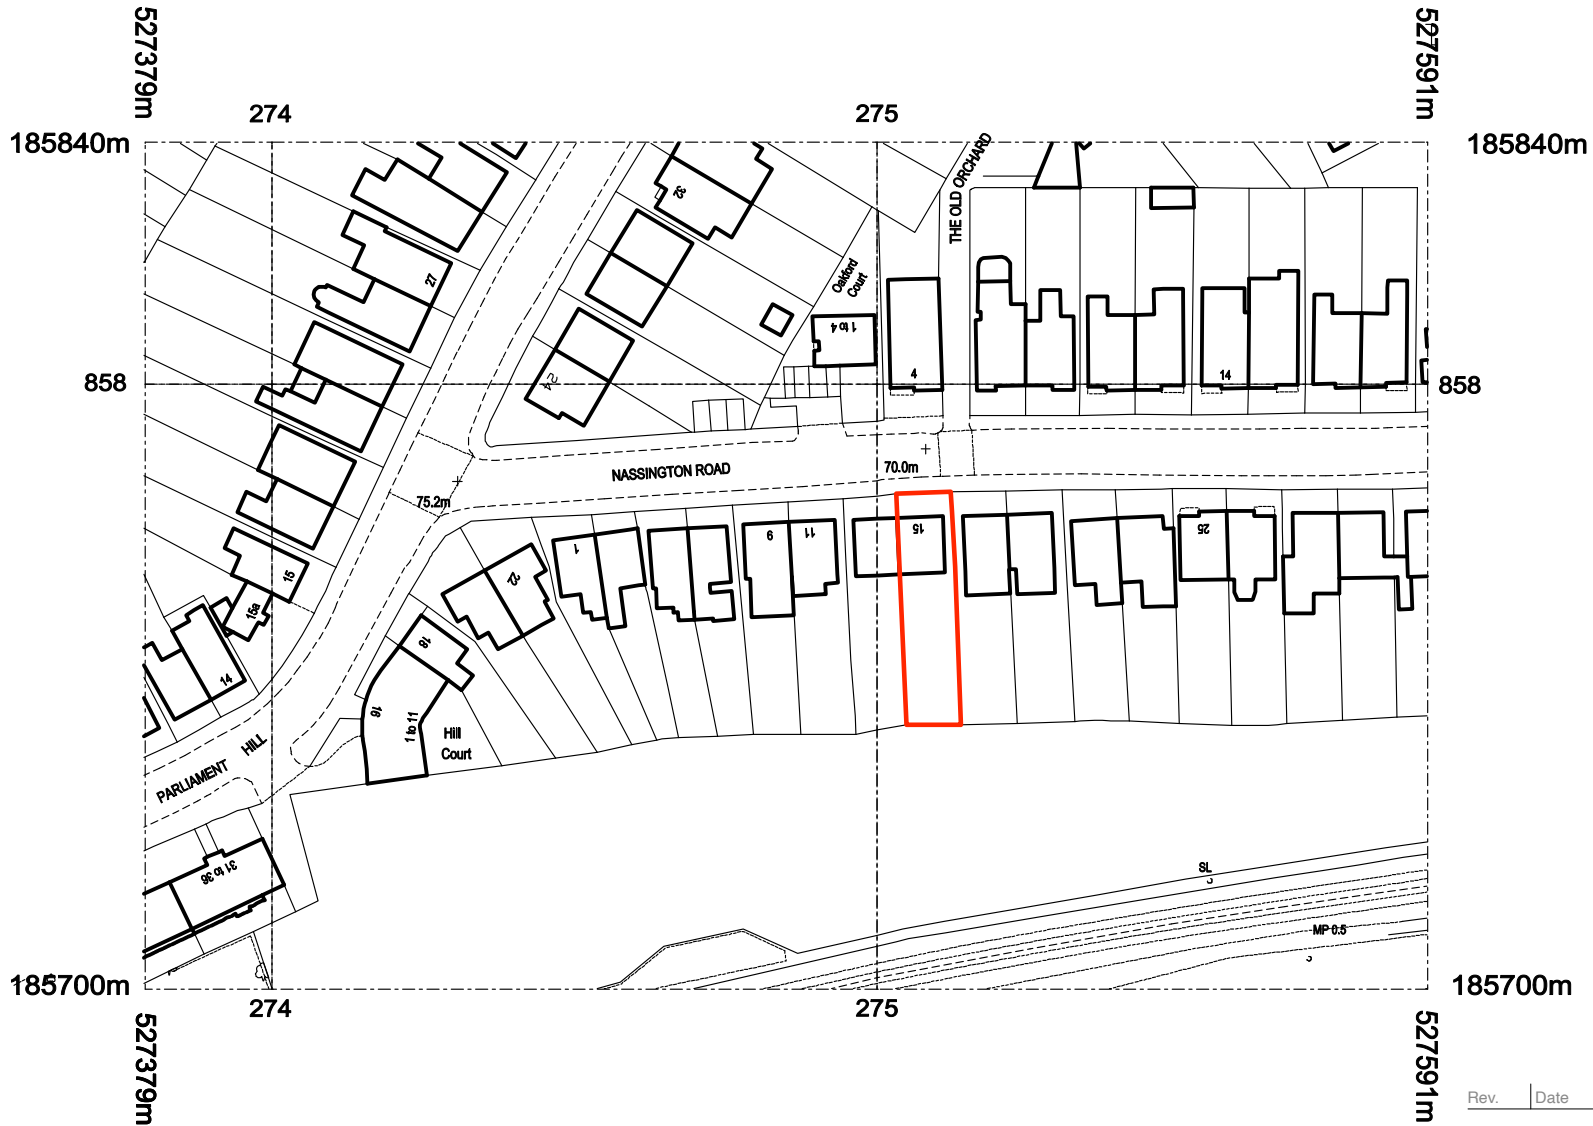 527379m
527591m
274
275
185840m
185840m
THE OLD ORCHARD
32
27
Oakford
Court
1 to 4
858
858
24
4
14
NASSINGTON ROAD
70.0m
75.2m
1
9
11
15
25
22
15
15a
18
14
16
1 to 11
Hill
Court
PARLIAMENT HILL
31 to 36
SL
MP 0.5
185700m
185700m
274
275
527379m
527591m
Rev.
Date